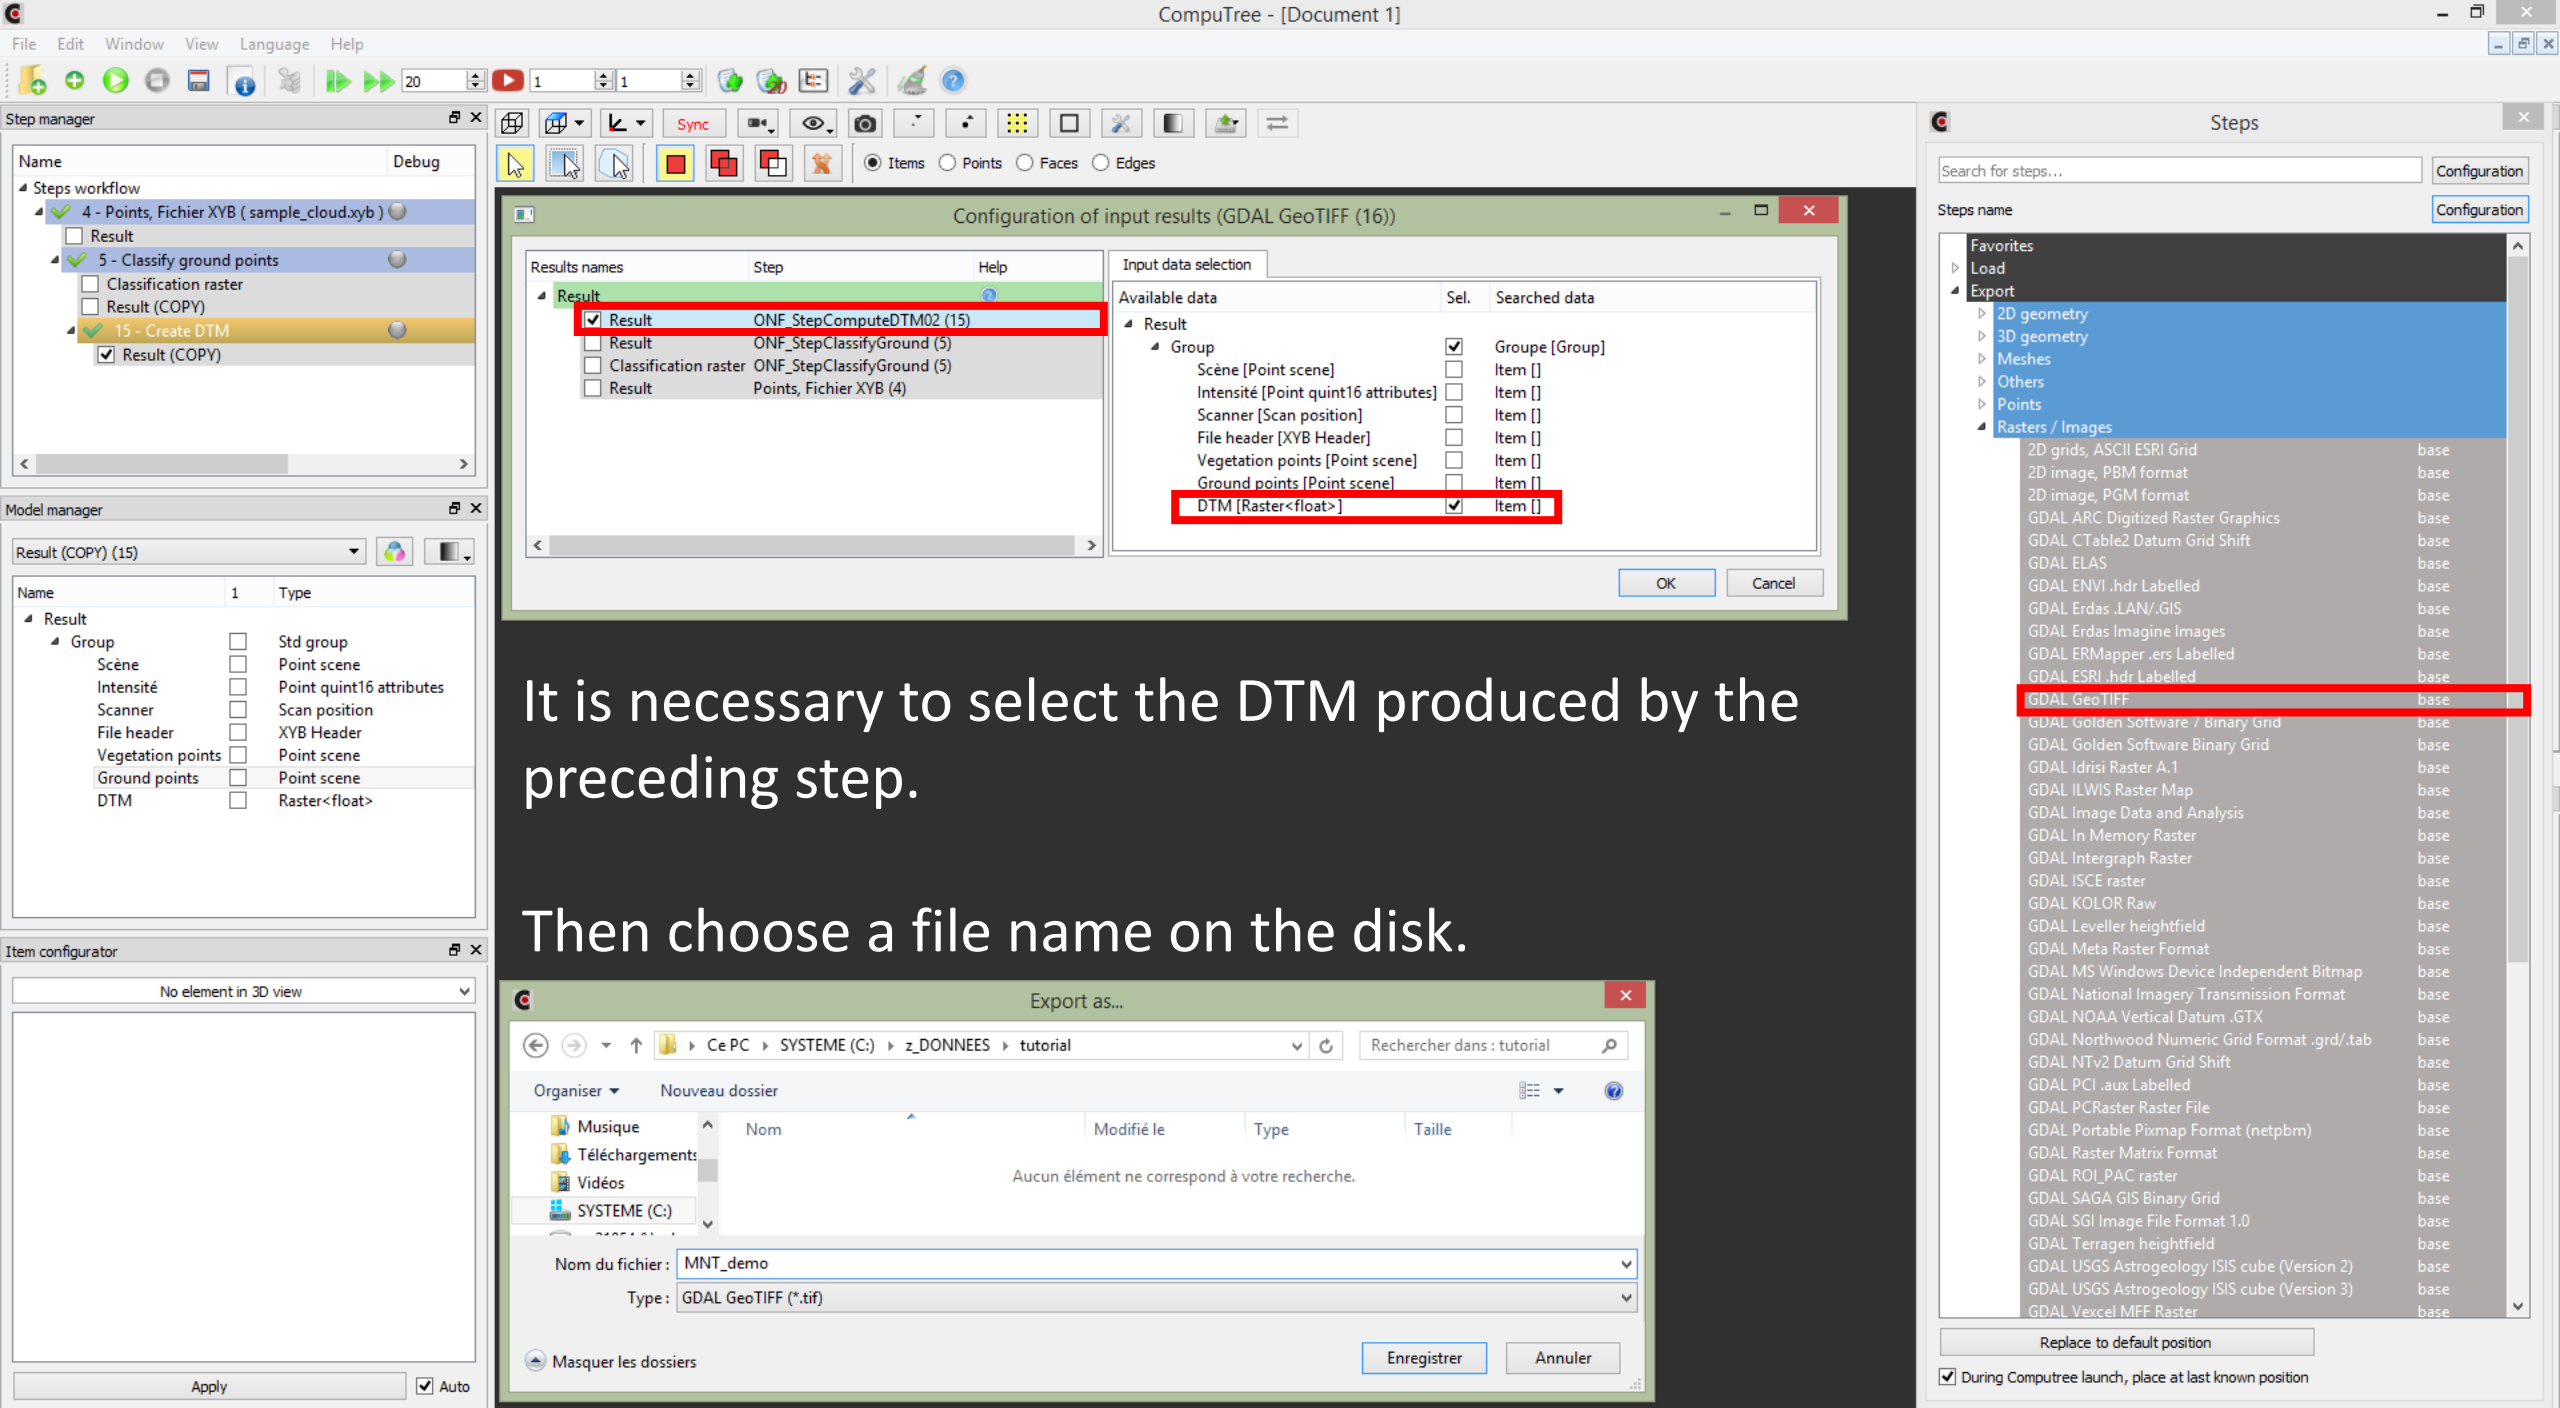 CompuTree - [Document 1]
File Edit Window View Language Help
20 1 1
Step manager
Name Debug
Steps workflow
4 - Points, Fichier XYB ( sample_cloud.xyb )
Result
5 - Classify ground points
Classification raster
Result (COPY)
15 - Create DTM
Result (COPY)
Model manager
Result (COPY) (15)
Name 1 Type
Result
Group Std group
Scène Point scene
Intensité Point quint16 attributes
Scanner Scan position
File header XYB Header
Vegetation points Point scene
Ground points Point scene
DTM Raster<float>
Item configurator
No element in 3D view
Apply Auto
Sync
Items Points Faces Edges
Configuration of input results (GDAL GeoTIFF (16))
Results names Step Help
Result
Result ONF_StepComputeDTM02 (15)
Result ONF_StepClassifyGround (5)
Classification raster ONF_StepClassifyGround (5)
Result Points, Fichier XYB (4)
Input data selection
Available data Sel. Searched data
Result
Group Groupe [Group]
Scène [Point scene] Item []
Intensité [Point quint16 attributes] Item []
Scanner [Scan position] Item []
File header [XYB Header] Item []
Vegetation points [Point scene] Item []
Ground points [Point scene] Item []
DTM [Raster<float>] Item []
OK Cancel
It is necessary to select the DTM produced by the
preceding step.
Then choose a file name on the disk.
Export as...
Ce PC SYSTEME (C:) z_DONNEES tutorial
Rechercher dans : tutorial
Organiser Nouveau dossier
Musique
Téléchargements
Vidéos
SYSTEME (C:)
Nom Modifié le Type Taille
Aucun élément ne correspond à votre recherche.
Nom du fichier : MNT_demo
Type : GDAL GeoTIFF (*.tif)
Masquer les dossiers
Enregistrer Annuler
Steps
Search for steps... Configuration
Steps name Configuration
Favorites
Load
Export
2D geometry
3D geometry
Meshes
Others
Points
Rasters / Images
2D grids, ASCII ESRI Grid base
2D image, PBM format base
2D image, PGM format base
GDAL ARC Digitized Raster Graphics base
GDAL CTable2 Datum Grid Shift base
GDAL ELAS base
GDAL ENVI .hdr Labelled base
GDAL Erdas .LAN/.GIS base
GDAL Erdas Imagine Images base
GDAL ERMapper .ers Labelled base
GDAL ESRI .hdr Labelled base
GDAL GeoTIFF base
GDAL Golden Software 7 Binary Grid base
GDAL Golden Software Binary Grid base
GDAL Idrisi Raster A.1 base
GDAL ILWIS Raster Map base
GDAL Image Data and Analysis base
GDAL In Memory Raster base
GDAL Intergraph Raster base
GDAL ISCE raster base
GDAL KOLOR Raw base
GDAL Leveller heightfield base
GDAL Meta Raster Format base
GDAL MS Windows Device Independent Bitmap base
GDAL National Imagery Transmission Format base
GDAL NOAA Vertical Datum .GTX base
GDAL Northwood Numeric Grid Format .grd/.tab base
GDAL NTv2 Datum Grid Shift base
GDAL PCI .aux Labelled base
GDAL PCRaster Raster File base
GDAL Portable Pixmap Format (netpbm) base
GDAL Raster Matrix Format base
GDAL ROI_PAC raster base
GDAL SAGA GIS Binary Grid base
GDAL SGI Image File Format 1.0 base
GDAL Terragen heightfield base
GDAL USGS Astrogeology ISIS cube (Version 2) base
GDAL USGS Astrogeology ISIS cube (Version 3) base
GDAL Vexcel MFF Raster base
Replace to default position
During Computree launch, place at last known position